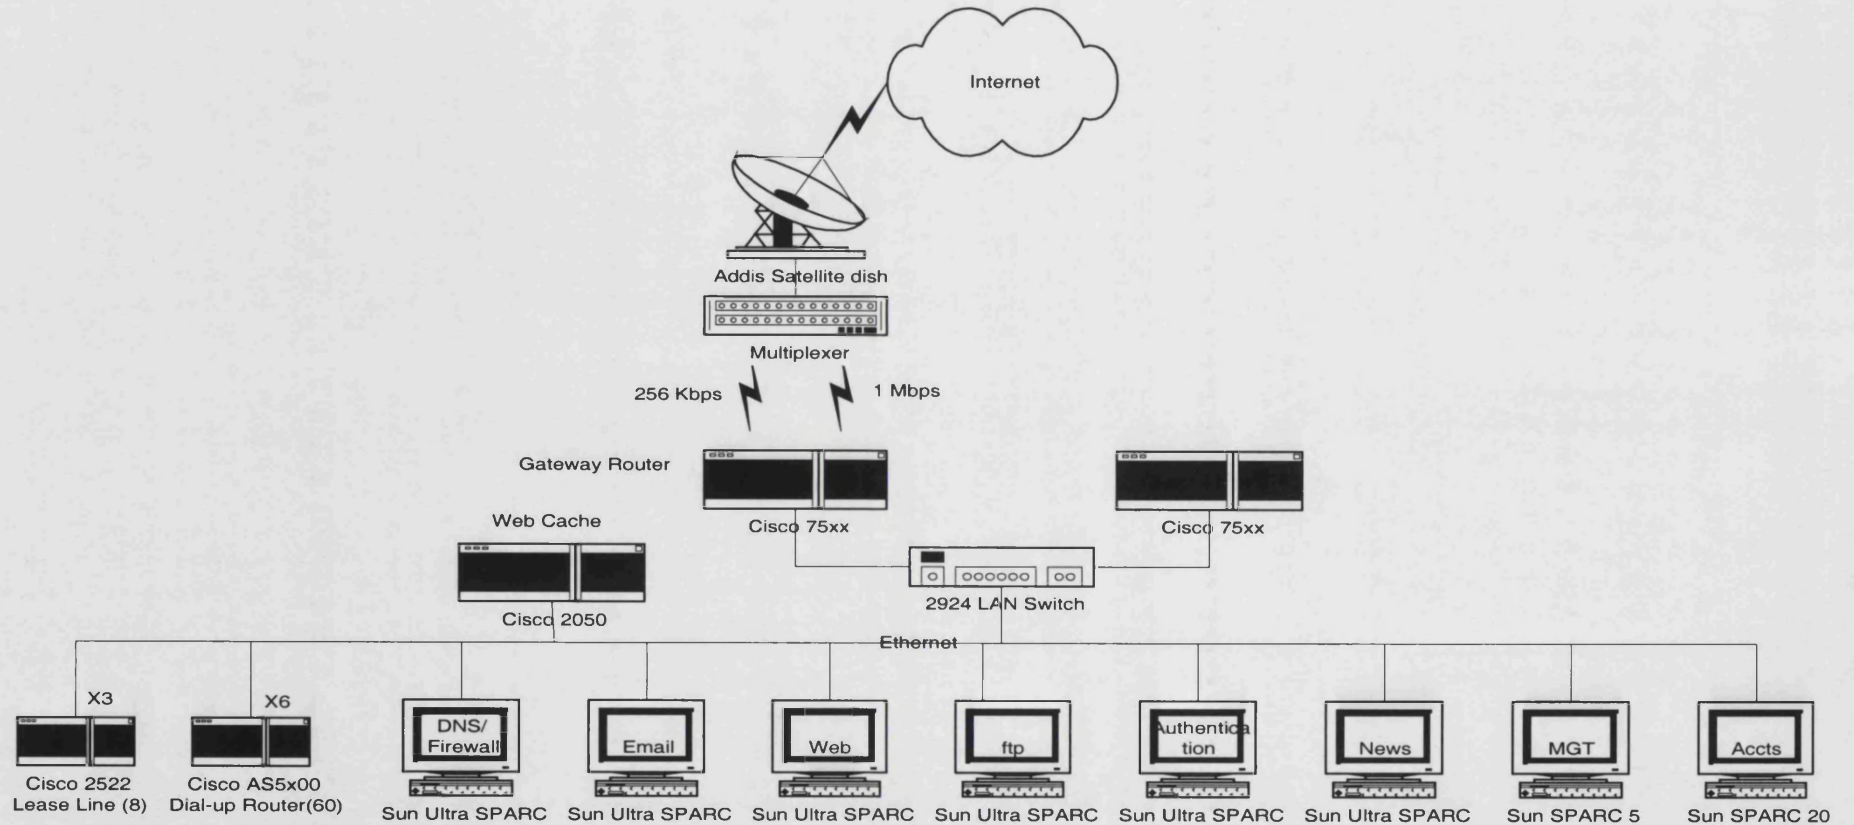 Internet
Addis Satellite dish
Multiplexer
256 Kbps
1 Mbps
Gateway Router
Cisco 75xx
Cisco 75xx
Web Cache
Cisco 2050
2924 LAN Switch
Ethernet
X3
X6
DNS/
Firewall
Email
Web
ftp
Authentica
tion
News
MGT
Accts
Cisco 2522
Lease Line (8)
Cisco AS5x00
Dial-up Router(60)
Sun Ultra SPARC
Sun Ultra SPARC
Sun Ultra SPARC
Sun Ultra SPARC
Sun Ultra SPARC
Sun Ultra SPARC
Sun SPARC 5
Sun SPARC 20